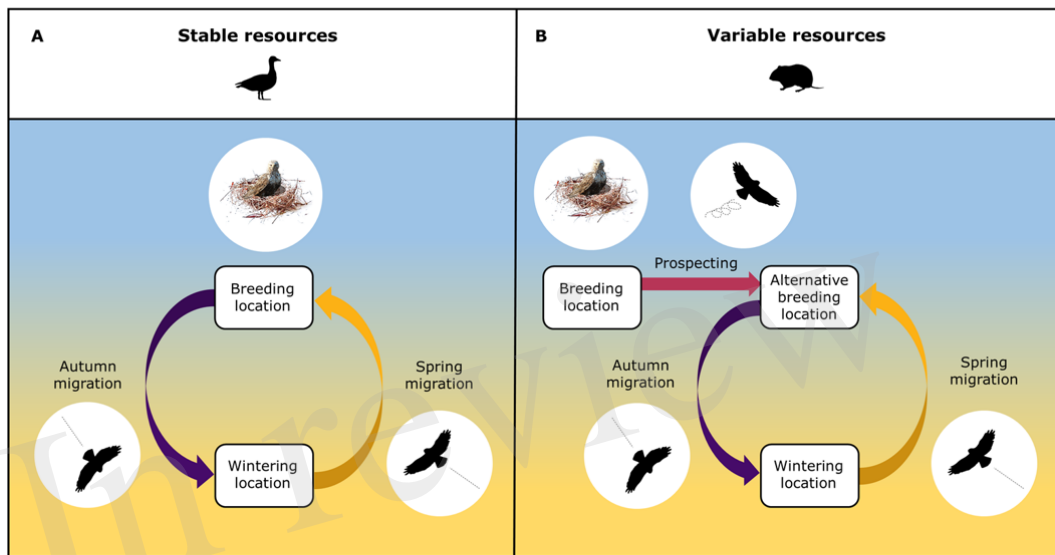 A
Stable resources
Breeding
location
Autumn
migration
Spring
migration
Wintering
location
B
Variable resources
Prospecting
Breeding
location
Alternative
breeding
location
Autumn
migration
Spring
migration
Wintering
location
In review